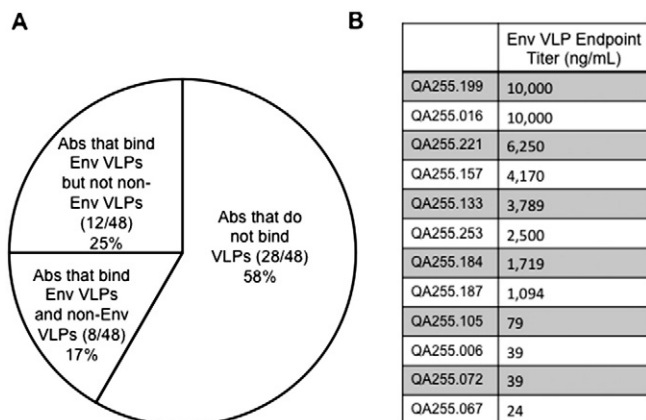 A
Abs that bind
Env VLPs
but not non-
Env VLPs
(12/48)
25%
Abs that bind
Env VLPs
and non-Env
VLPs (8/48)
17%
Abs that do
not bind
VLPs (28/48)
58%
B
Env VLP Endpoint
Titer (ng/mL)
QA255.199 10,000
QA255.016 10,000
QA255.221 6,250
QA255.157 4,170
QA255.133 3,789
QA255.253 2,500
QA255.184 1,719
QA255.187 1,094
QA255.105 79
QA255.006 39
QA255.072 39
QA255.067 24